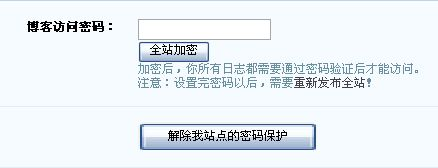 博客访问密码：
全站加密
加密后，你所有日志都需要通过密码验证后才能访问。
注意：设置完密码以后，需要重新发布全站！
解除我站点的密码保护